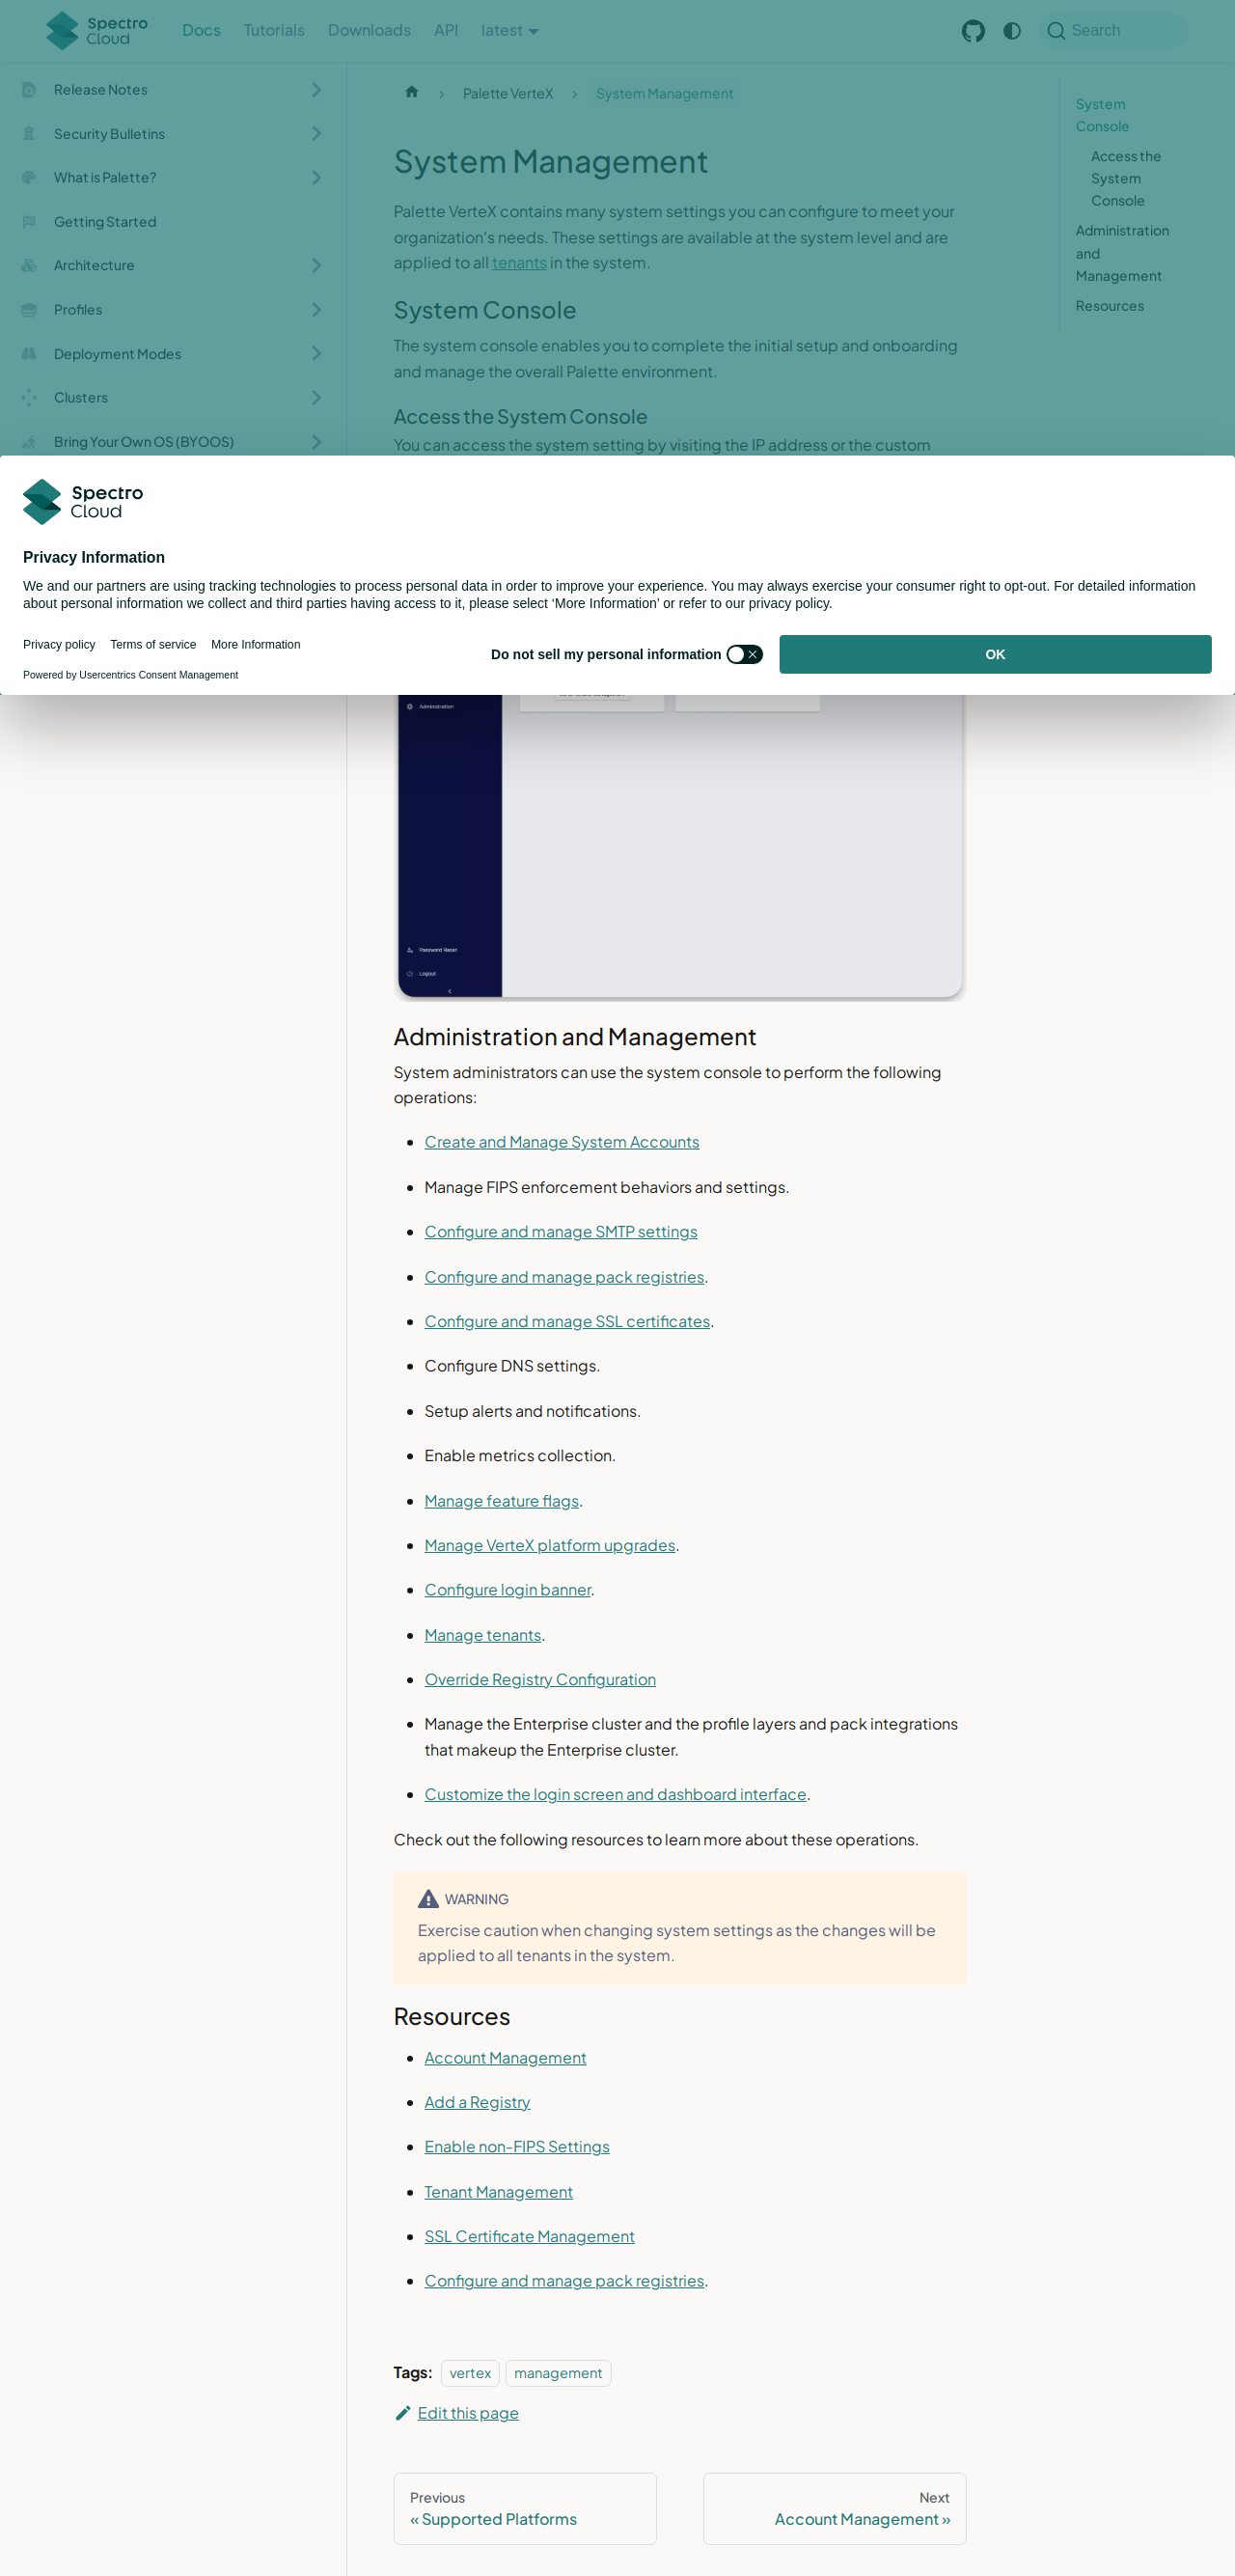 Spectro Cloud
Docs
Tutorials
Downloads
API
latest
Search
Release Notes
Security Bulletins
What is Palette?
Getting Started
Architecture
Profiles
Deployment Modes
Clusters
Bring Your Own OS (BYOOS)
Palette VerteX
System Management
System Management
Palette VerteX contains many system settings you can configure to meet your
organization's needs. These settings are available at the system level and are
applied to all tenants in the system.
System Console
The system console enables you to complete the initial setup and onboarding
and manage the overall Palette environment.
Access the System Console
You can access the system setting by visiting the IP address or the custom
System
Console
Access the
System
Console
Administration
and
Management
Resources
Spectro
Cloud
Privacy Information
We and our partners are using tracking technologies to process personal data in order to improve your experience. You may always exercise your consumer right to opt-out. For detailed information
about personal information we collect and third parties having access to it, please select ‘More Information’ or refer to our privacy policy.
Privacy policy
Terms of service
More Information
Do not sell my personal information
OK
Powered by Usercentrics Consent Management
Administration
Password Reset
Logout
Administration and Management
System administrators can use the system console to perform the following
operations:
Create and Manage System Accounts
Manage FIPS enforcement behaviors and settings.
Configure and manage SMTP settings
Configure and manage pack registries.
Configure and manage SSL certificates.
Configure DNS settings.
Setup alerts and notifications.
Enable metrics collection.
Manage feature flags.
Manage VerteX platform upgrades.
Configure login banner.
Manage tenants.
Override Registry Configuration
Manage the Enterprise cluster and the profile layers and pack integrations
that makeup the Enterprise cluster.
Customize the login screen and dashboard interface.
Check out the following resources to learn more about these operations.
WARNING
Exercise caution when changing system settings as the changes will be
applied to all tenants in the system.
Resources
Account Management
Add a Registry
Enable non-FIPS Settings
Tenant Management
SSL Certificate Management
Configure and manage pack registries.
Tags: vertex management
Edit this page
Previous
« Supported Platforms
Next
Account Management »